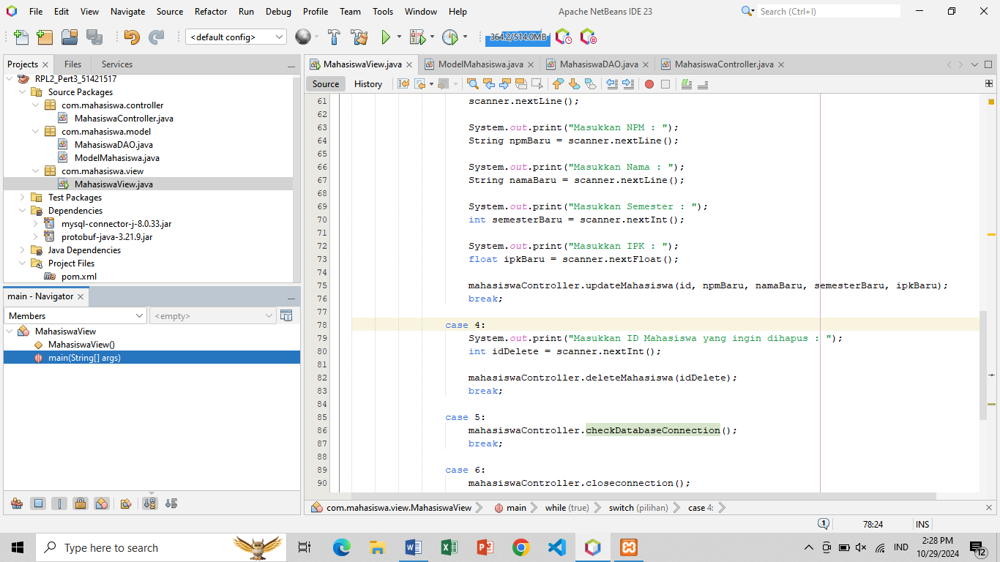 File Edit View Navigate Source Refactor Run Debug Profile Team Tools Window Help Apache NetBeans IDE 23 Search (Ctrl+I)
<default config> 364.2/514.0MB
Projects Files Services
RPL2_Pert3_51421517
Source Packages
com.mahasiswa.controller
MahasiswaController.java
com.mahasiswa.model
MahasiswaDAO.java
ModelMahasiswa.java
com.mahasiswa.view
MahasiswaView.java
Test Packages
Dependencies
mysql-connector-j-8.0.33.jar
protobuf-java-3.21.9.jar
Java Dependencies
Project Files
pom.xml
main - Navigator
Members <empty>
MahasiswaView
MahasiswaView()
main(String[] args)
MahasiswaView.java ModelMahasiswa.java MahasiswaDAO.java MahasiswaController.java
Source History
61 scanner.nextLine();
62
63 System.out.print("Masukkan NPM : ");
64 String npmBaru = scanner.nextLine();
65
66 System.out.print("Masukkan Nama : ");
67 String namaBaru = scanner.nextLine();
68
69 System.out.print("Masukkan Semester : ");
70 int semesterBaru = scanner.nextInt();
71
72 System.out.print("Masukkan IPK : ");
73 float ipkBaru = scanner.nextFloat();
74
75 mahasiswaController.updateMahasiswa(id, npmBaru, namaBaru, semesterBaru, ipkBaru);
76 break;
77
78 case 4:
79 System.out.print("Masukkan ID Mahasiswa yang ingin dihapus : ");
80 int idDelete = scanner.nextInt();
81
82 mahasiswaController.deleteMahasiswa(idDelete);
83 break;
84
85 case 5:
86 mahasiswaController.checkDatabaseConnection();
87 break;
88
89 case 6:
90 mahasiswaController.closeconnection();
com.mahasiswa.view.MahasiswaView main while (true) switch (pilihan) case 4:
1 78:24 INS
Type here to search IND 2:28 PM
10/29/2024 12